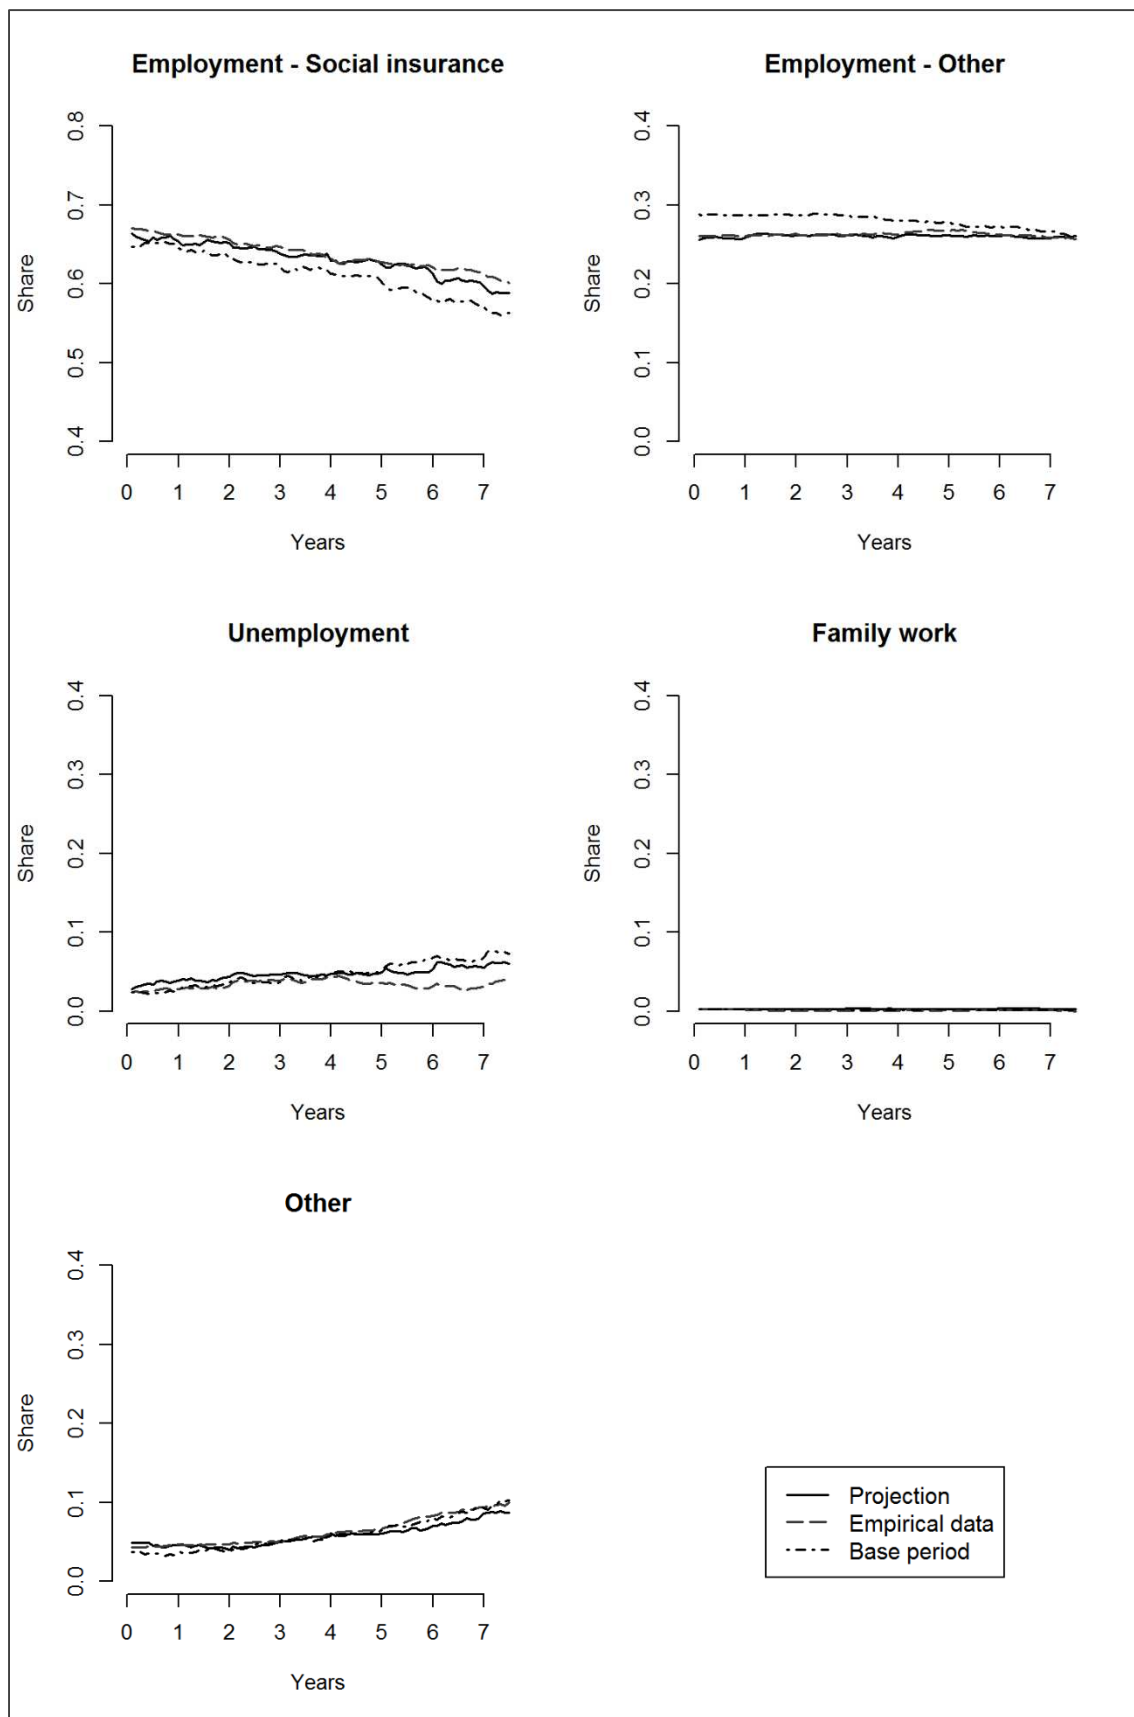 Employment - Social insurance
Share
0.8
0.7
0.6
0.5
0.4
0 1 2 3 4 5 6 7
Years
Employment - Other
Share
0.4
0.3
0.2
0.1
0.0
0 1 2 3 4 5 6 7
Years
Unemployment
Share
0.4
0.3
0.2
0.1
0.0
0 1 2 3 4 5 6 7
Years
Family work
Share
0.4
0.3
0.2
0.1
0.0
0 1 2 3 4 5 6 7
Years
Other
Share
0.4
0.3
0.2
0.1
0.0
0 1 2 3 4 5 6 7
Years
Projection
Empirical data
Base period